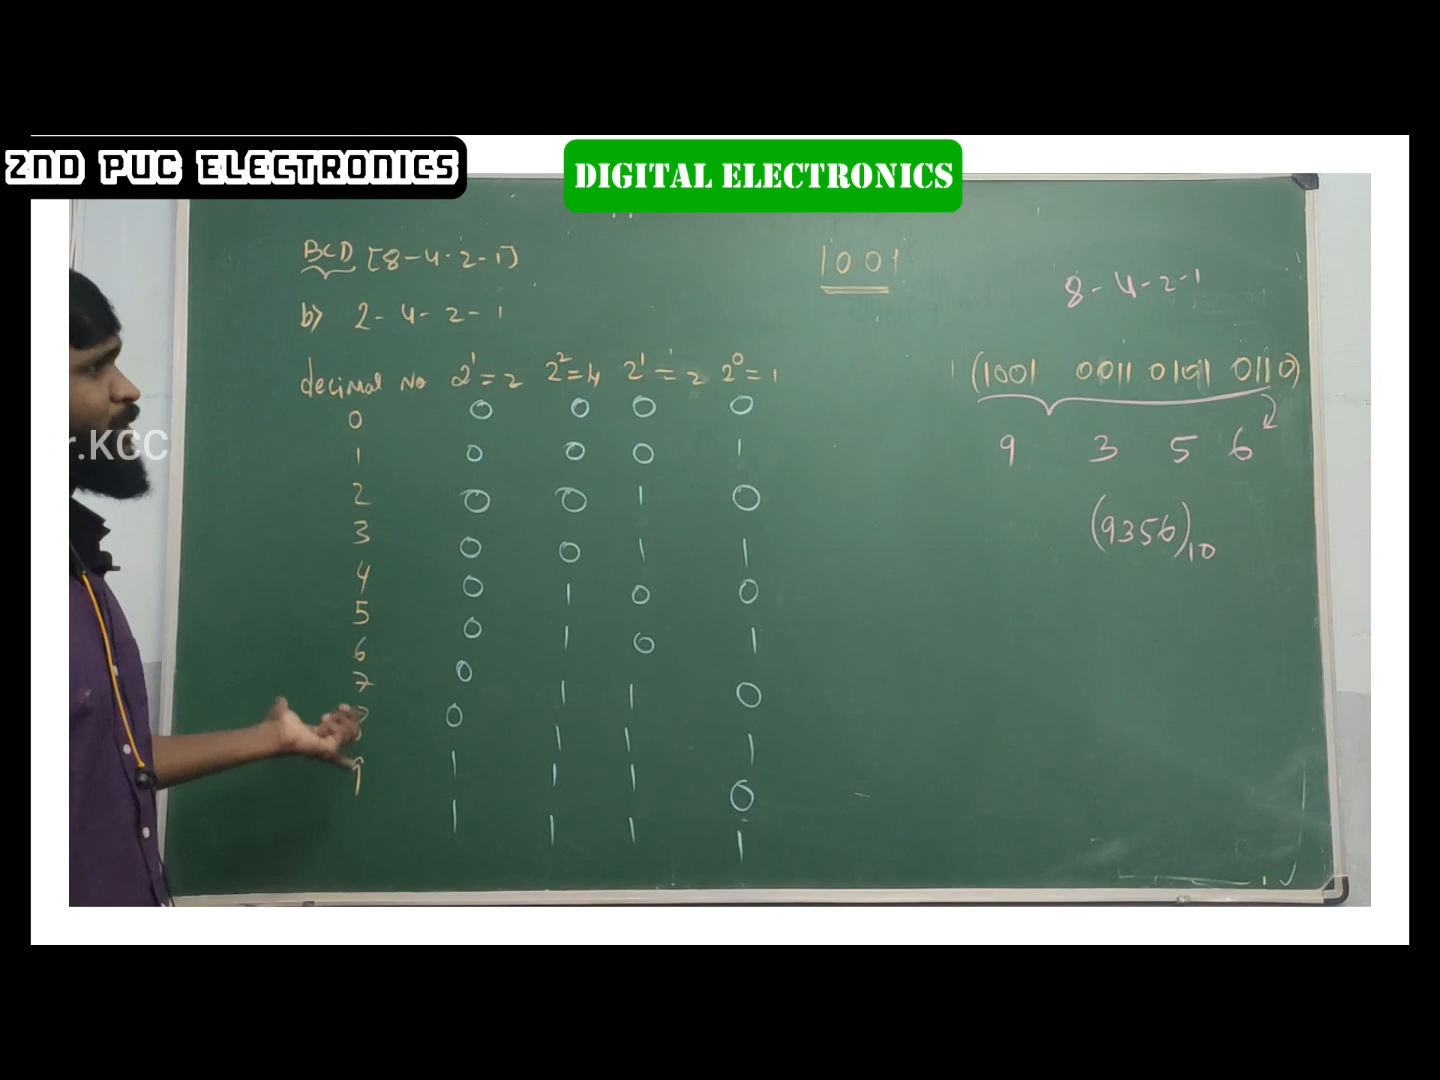 2ND PUC ELECTRONICS
DIGITAL ELECTRONICS
BCD [8-4-2-1]
b) 2-4-2-1
decimal No 2¹=2 2²=4 2¹=2 2⁰=1
0 0 0 0 0
1 0 0 0 1
2 0 0 1 0
3 0 0 1 1
4 0 1 0 0
5 0 1 0 1
6 0 1 1 0
7 0 1 1 1
1 1 1 0
9 1 1 1 1
1001
8-4-2-1
(1001 0011 0101 0110)
9 3 5 6
(9356)₁₀
r.KCC